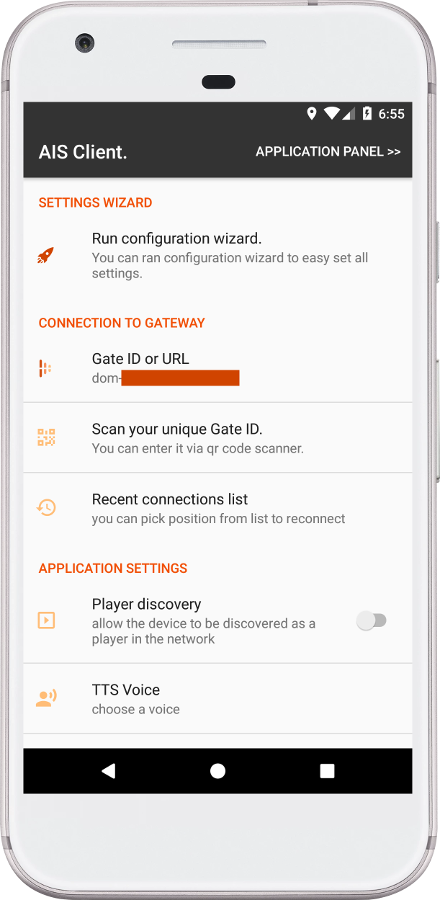 6:55
AIS Client.
APPLICATION PANEL >>
SETTINGS WIZARD
Run configuration wizard.
You can ran configuration wizard to easy set all
settings.
CONNECTION TO GATEWAY
Gate ID or URL
dom-
Scan your unique Gate ID.
You can enter it via qr code scanner.
Recent connections list
you can pick position from list to reconnect
APPLICATION SETTINGS
Player discovery
allow the device to be discovered as a
player in the network
TTS Voice
choose a voice